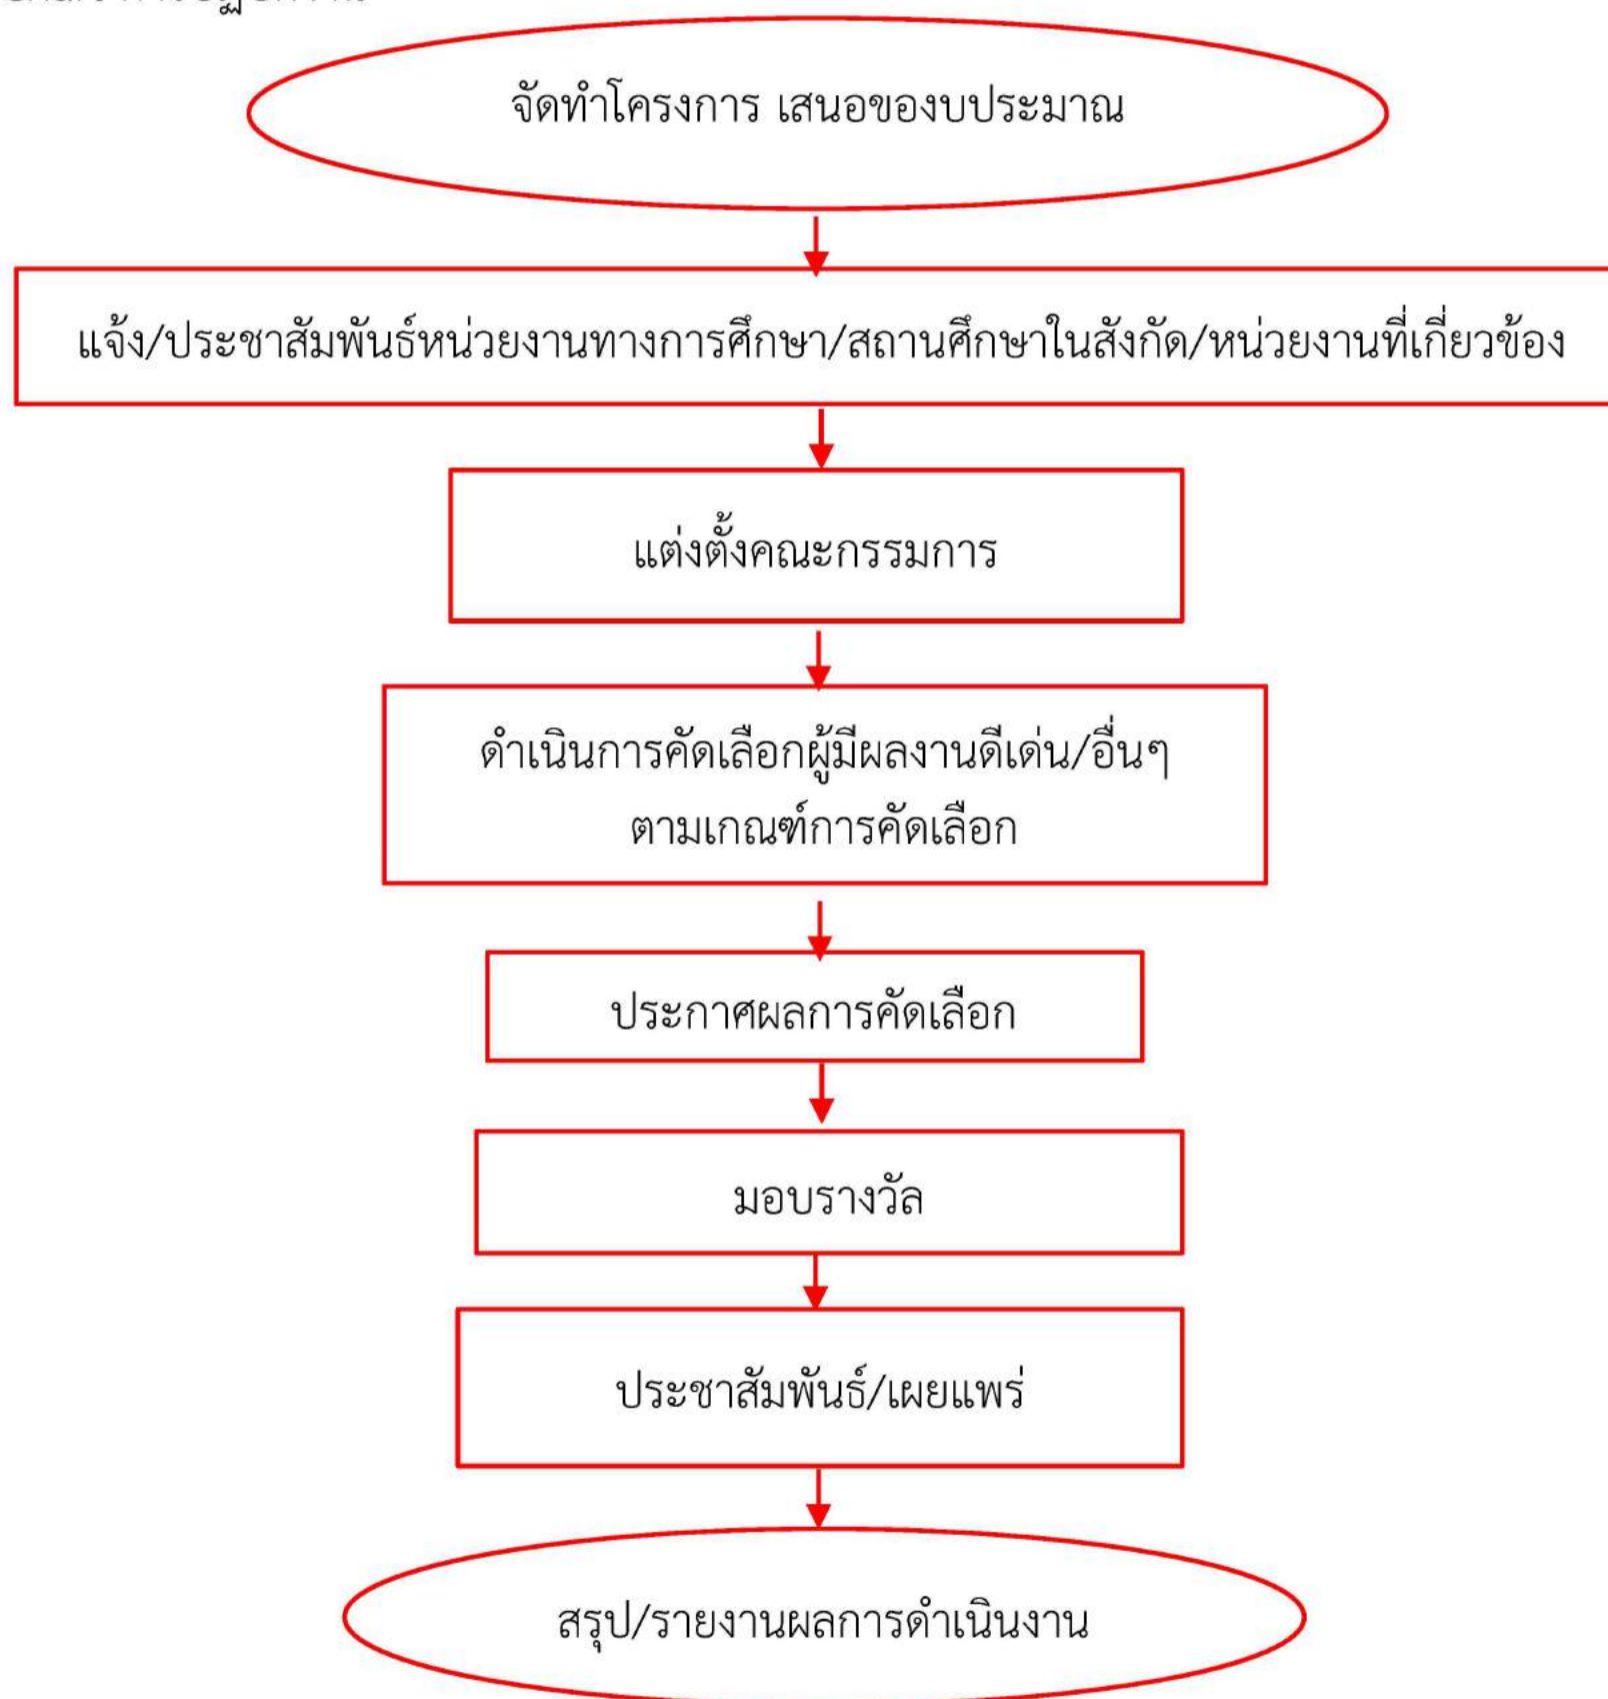 จัดทำโครงการ เสนอของบประมาณ
แจ้ง/ประชาสัมพันธ์หน่วยงานทางการศึกษา/สถานศึกษาในสังกัด/หน่วยงานที่เกี่ยวข้อง
แต่งตั้งคณะกรรมการ
ดำเนินการคัดเลือกผู้มีผลงานดีเด่น/อื่นๆ
ตามเกณฑ์การคัดเลือก
ประกาศผลการคัดเลือก
มอบรางวัล
ประชาสัมพันธ์/เผยแพร่
สรุป/รายงานผลการดำเนินงาน